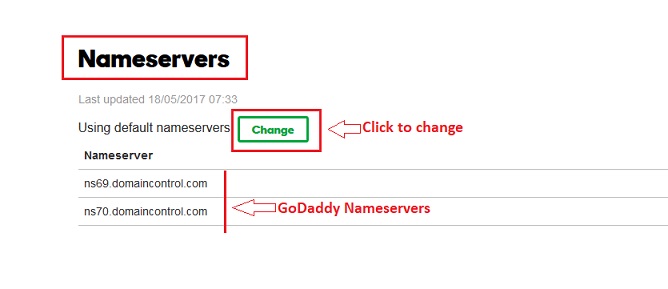 Nameservers
Last updated 18/05/2017 07:33
Using default nameservers Change Click to change
Nameserver
ns69.domaincontrol.com
ns70.domaincontrol.com GoDaddy Nameservers